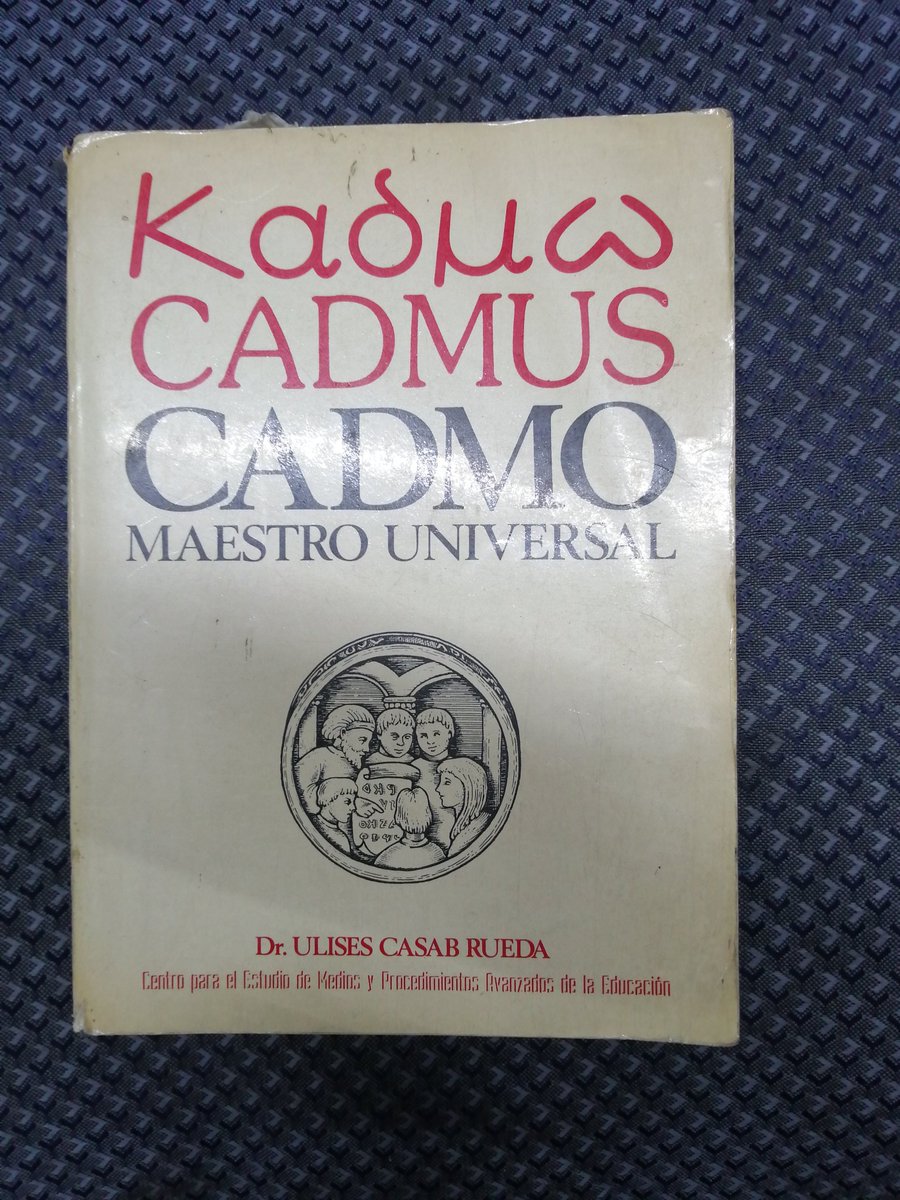 Καδμω
CADMUS
CADMO
MAESTRO UNIVERSAL
Dr. ULISES CASAB RUEDA
Centro para el Estudio de Medios y Procedimientos Avanzados de la Educación